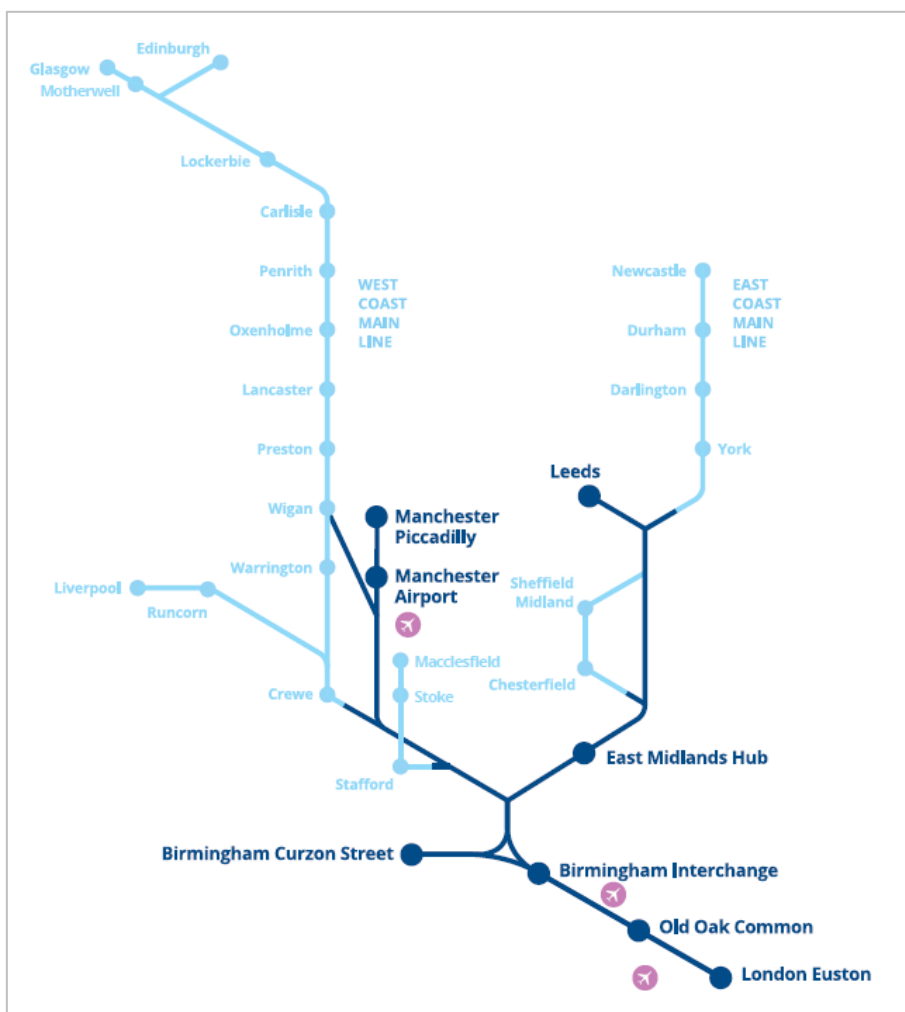 Edinburgh
Glasgow
Motherwell
Lockerbie
Carlisle
Penrith
Newcastle
WEST
COAST
MAIN
LINE
EAST
COAST
MAIN
LINE
Oxenholme
Durham
Lancaster
Darlington
Preston
York
Leeds
Wigan
Manchester
Piccadilly
Warrington
Manchester
Airport
Sheffield
Midland
Liverpool
Runcorn
Macclesfield
Chesterfield
Crewe
Stoke
East Midlands Hub
Stafford
Birmingham Curzon Street
Birmingham Interchange
Old Oak Common
London Euston